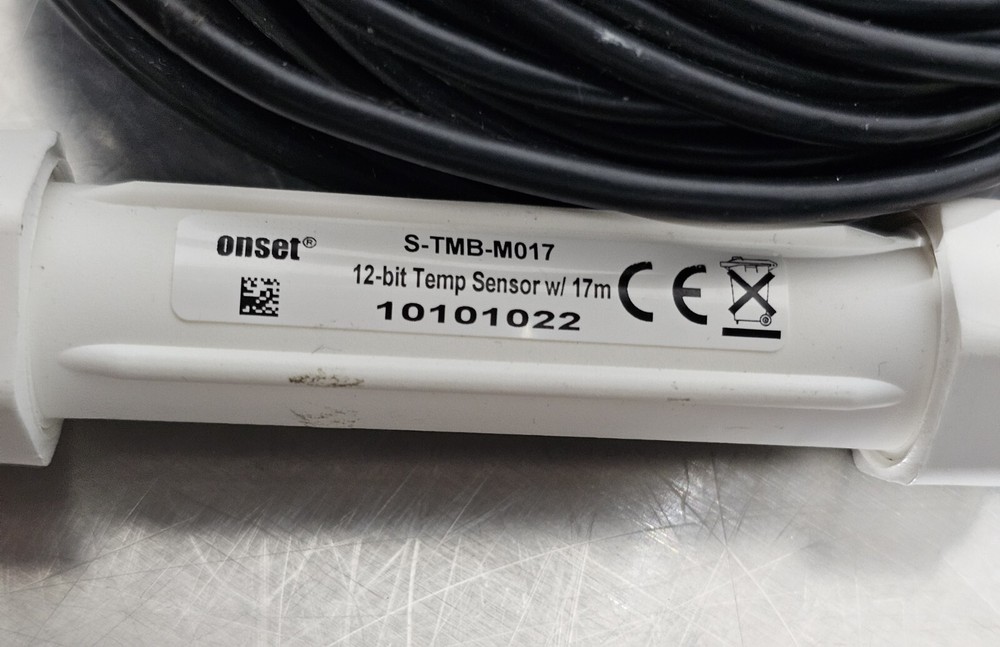 onset®
S-TMB-M017
12-bit Temp Sensor w/ 17m
10101022
CE